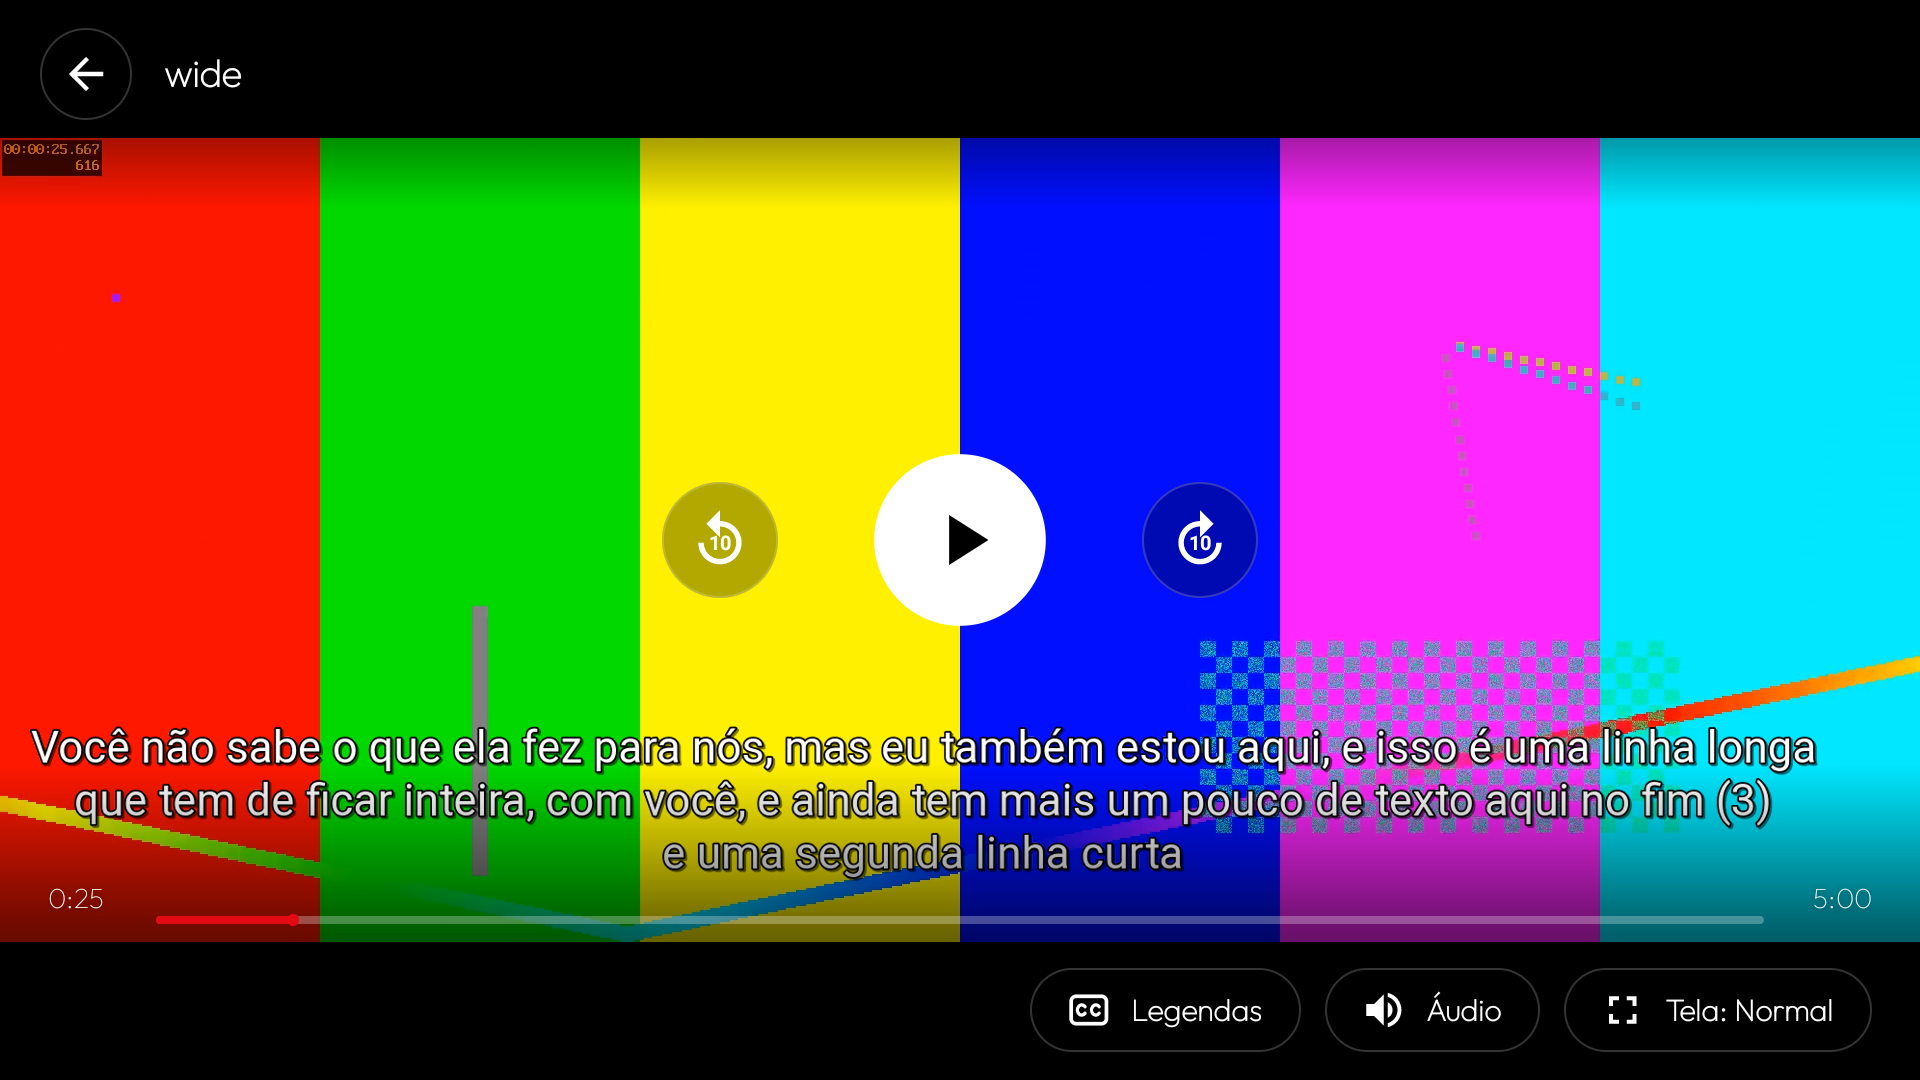 wide
00:00:25.667
616
10
10
Você não sabe o que ela fez para nós, mas eu também estou aqui, e isso é uma linha longa
que tem de ficar inteira, com você, e ainda tem mais um pouco de texto aqui no fim (3)
e uma segunda linha curta
0:25
5:00
CC Legendas
Áudio
Tela: Normal